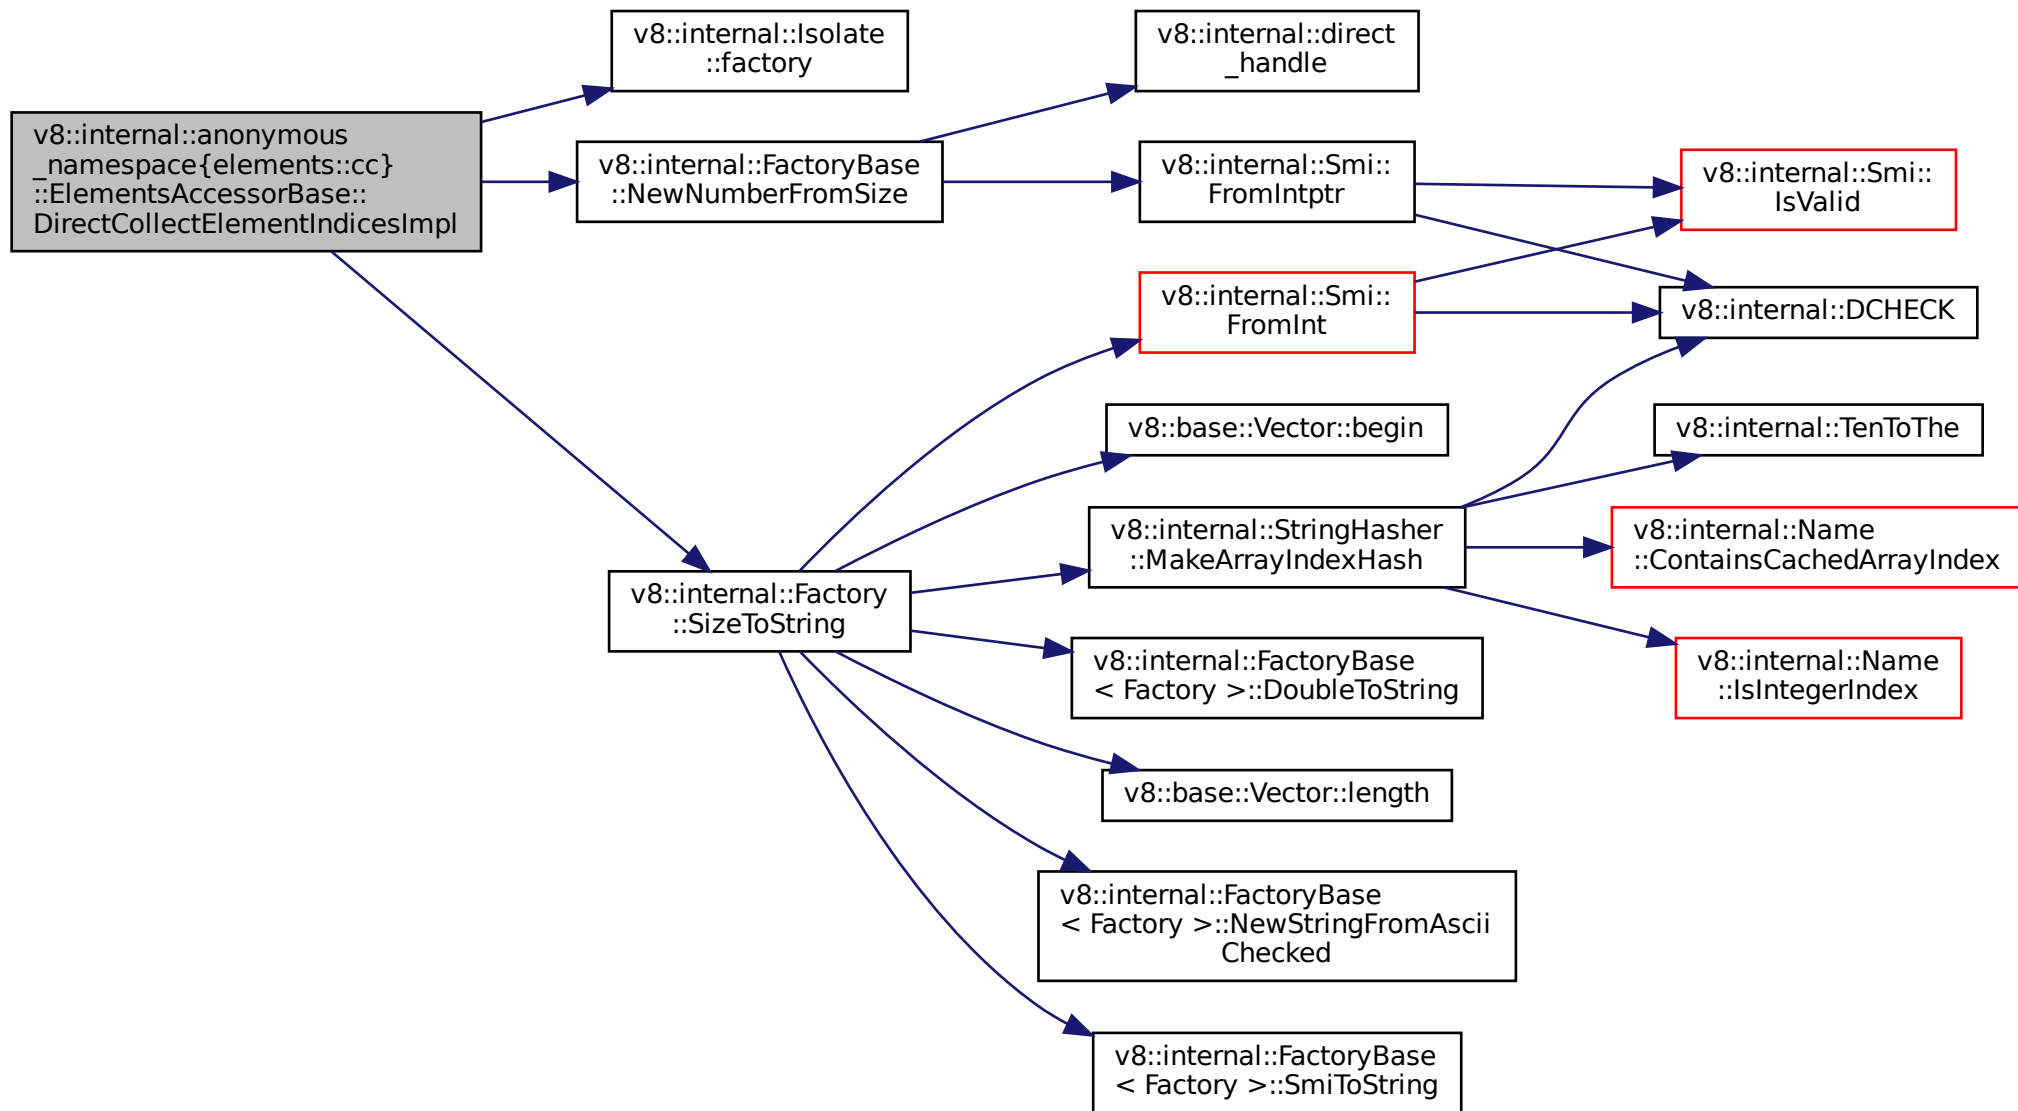 v8::internal::anonymous
_namespace{elements::cc}
::ElementsAccessorBase::
DirectCollectElementIndicesImpl
v8::internal::Isolate
::factory
v8::internal::FactoryBase
::NewNumberFromSize
v8::internal::direct
_handle
v8::internal::Smi::
FromIntptr
v8::internal::Smi::
IsValid
v8::internal::DCHECK
v8::internal::Factory
::SizeToString
v8::internal::Smi::
FromInt
v8::base::Vector::begin
v8::internal::StringHasher
::MakeArrayIndexHash
v8::internal::TenToThe
v8::internal::Name
::ContainsCachedArrayIndex
v8::internal::Name
::IsIntegerIndex
v8::internal::FactoryBase
< Factory >::DoubleToString
v8::base::Vector::length
v8::internal::FactoryBase
< Factory >::NewStringFromAscii
Checked
v8::internal::FactoryBase
< Factory >::SmiToString